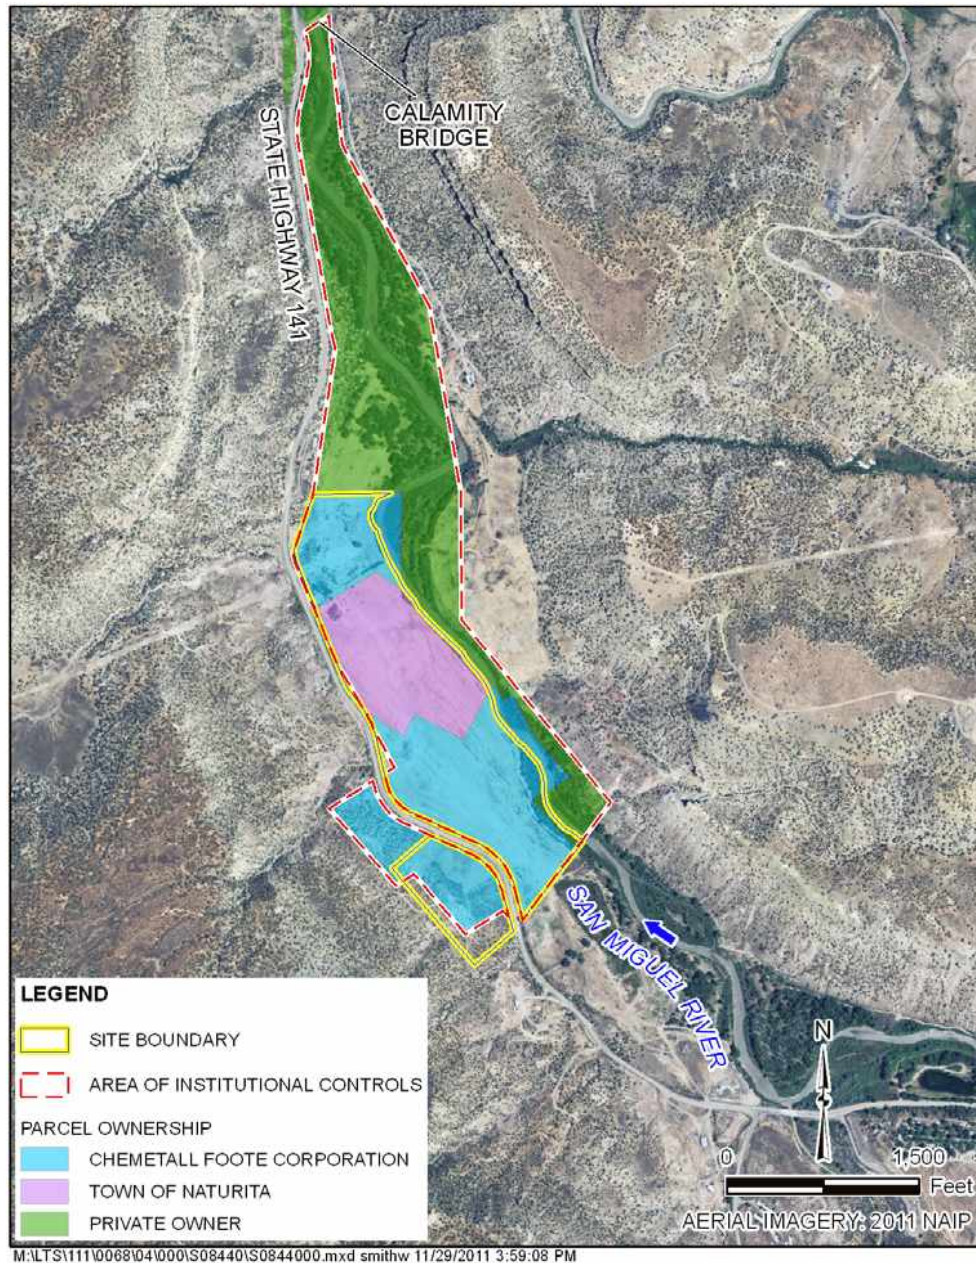 CALAMITY
BRIDGE
STATE HIGHWAY 141
SAN MIGUEL RIVER
LEGEND
SITE BOUNDARY
AREA OF INSTITUTIONAL CONTROLS
PARCEL OWNERSHIP
CHEMETALL FOOTE CORPORATION
TOWN OF NATURITA
PRIVATE OWNER
N
0 1,500
Feet
AERIAL IMAGERY: 2011 NAIP
M:\LTS\111\0068\04\000\S08440\S0844000.mxd smithw 11/29/2011 3:59:08 PM